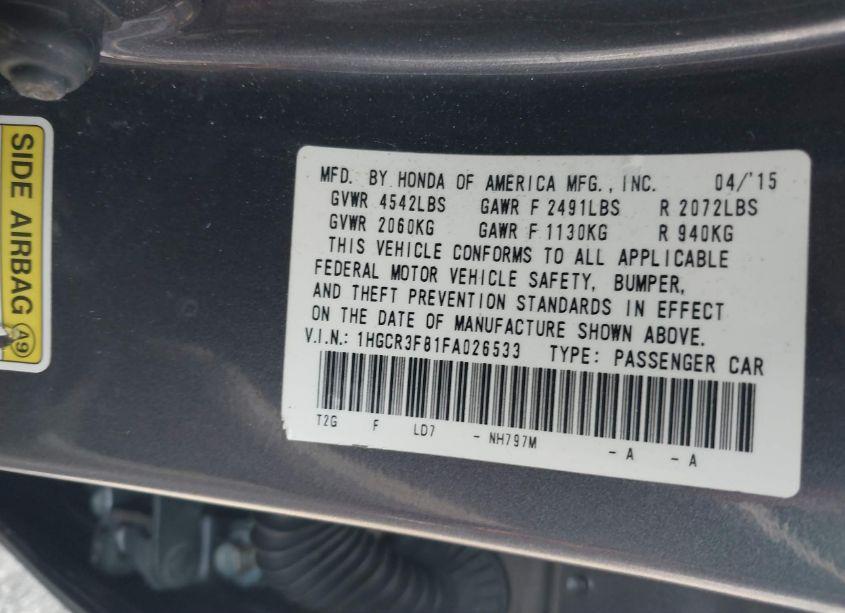 SIDE AIRBAG A9
MFD. BY HONDA OF AMERICA MFG., INC. 04/'15
GVWR 4542LBS GAWR F 2491LBS R 2072LBS
GVWR 2060KG GAWR F 1130KG R 940KG
THIS VEHICLE CONFORMS TO ALL APPLICABLE
FEDERAL MOTOR VEHICLE SAFETY, BUMPER,
AND THEFT PREVENTION STANDARDS IN EFFECT
ON THE DATE OF MANUFACTURE SHOWN ABOVE.
V.I.N.: 1HGCR3F81FA026533 TYPE: PASSENGER CAR
T2G F LD7 - NH797M - A - A